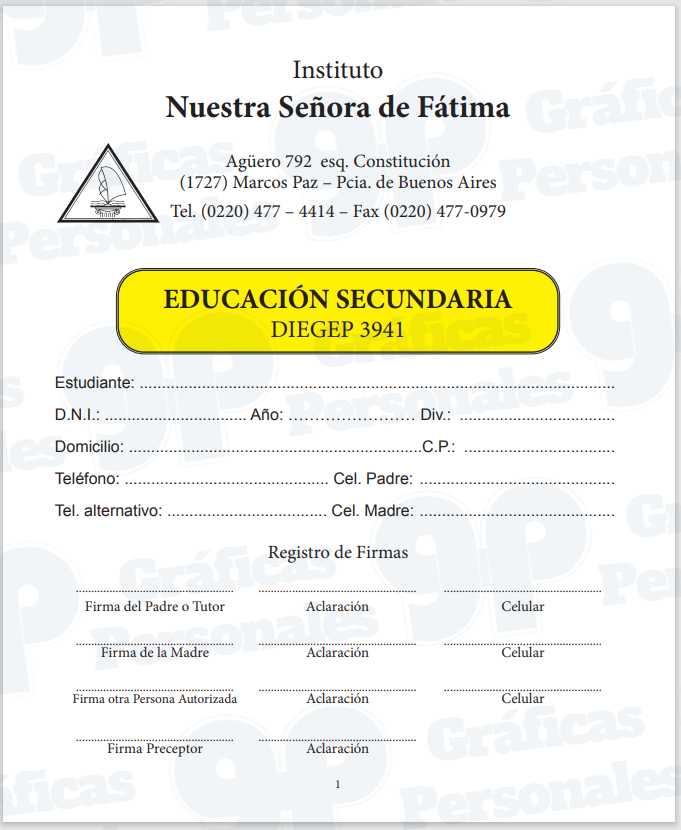 Instituto
Nuestra Señora de Fátima
Agüero 792 esq. Constitución
(1727) Marcos Paz – Pcia. de Buenos Aires
Tel. (0220) 477 – 4414 – Fax (0220) 477-0979
EDUCACIÓN SECUNDARIA
DIEGEP 3941
Estudiante: ..................................................................................................................
D.N.I.: .................................. Año: ........................ Div.: .....................................
Domicilio: ......................................................................C.P.: ....................................
Teléfono: ................................................. Cel. Padre: ...............................................
Tel. alternativo: ...................................... Cel. Madre: ...............................................
Registro de Firmas
Firma del Padre o Tutor Aclaración Celular
Firma de la Madre Aclaración Celular
Firma otra Persona Autorizada Aclaración Celular
Firma Preceptor Aclaración
1
gp Gráficas Personales